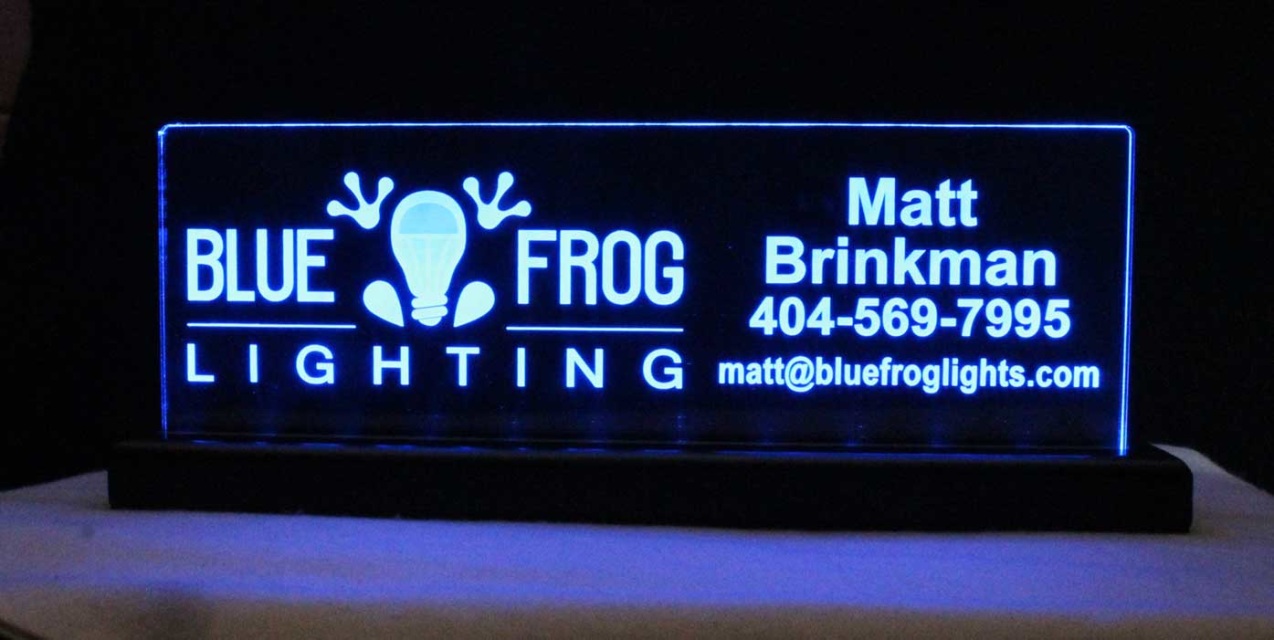 BLUE FROG
LIGHTING
Matt
Brinkman
404-569-7995
matt@bluefroglights.com